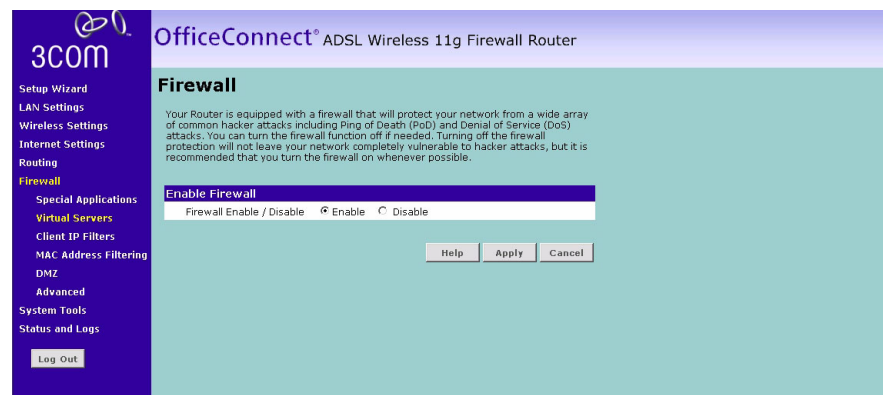 3COM
OfficeConnect® ADSL Wireless 11g Firewall Router
Setup Wizard
LAN Settings
Wireless Settings
Internet Settings
Routing
Firewall
Special Applications
Virtual Servers
Client IP Filters
MAC Address Filtering
DMZ
Advanced
System Tools
Status and Logs
Log Out
Firewall
Your Router is equipped with a firewall that will protect your network from a wide array
of common hacker attacks including Ping of Death (PoD) and Denial of Service (DoS)
attacks. You can turn the firewall function off if needed. Turning off the firewall
protection will not leave your network completely vulnerable to hacker attacks, but it is
recommended that you turn the firewall on whenever possible.
Enable Firewall
Firewall Enable / Disable Enable Disable
Help Apply Cancel